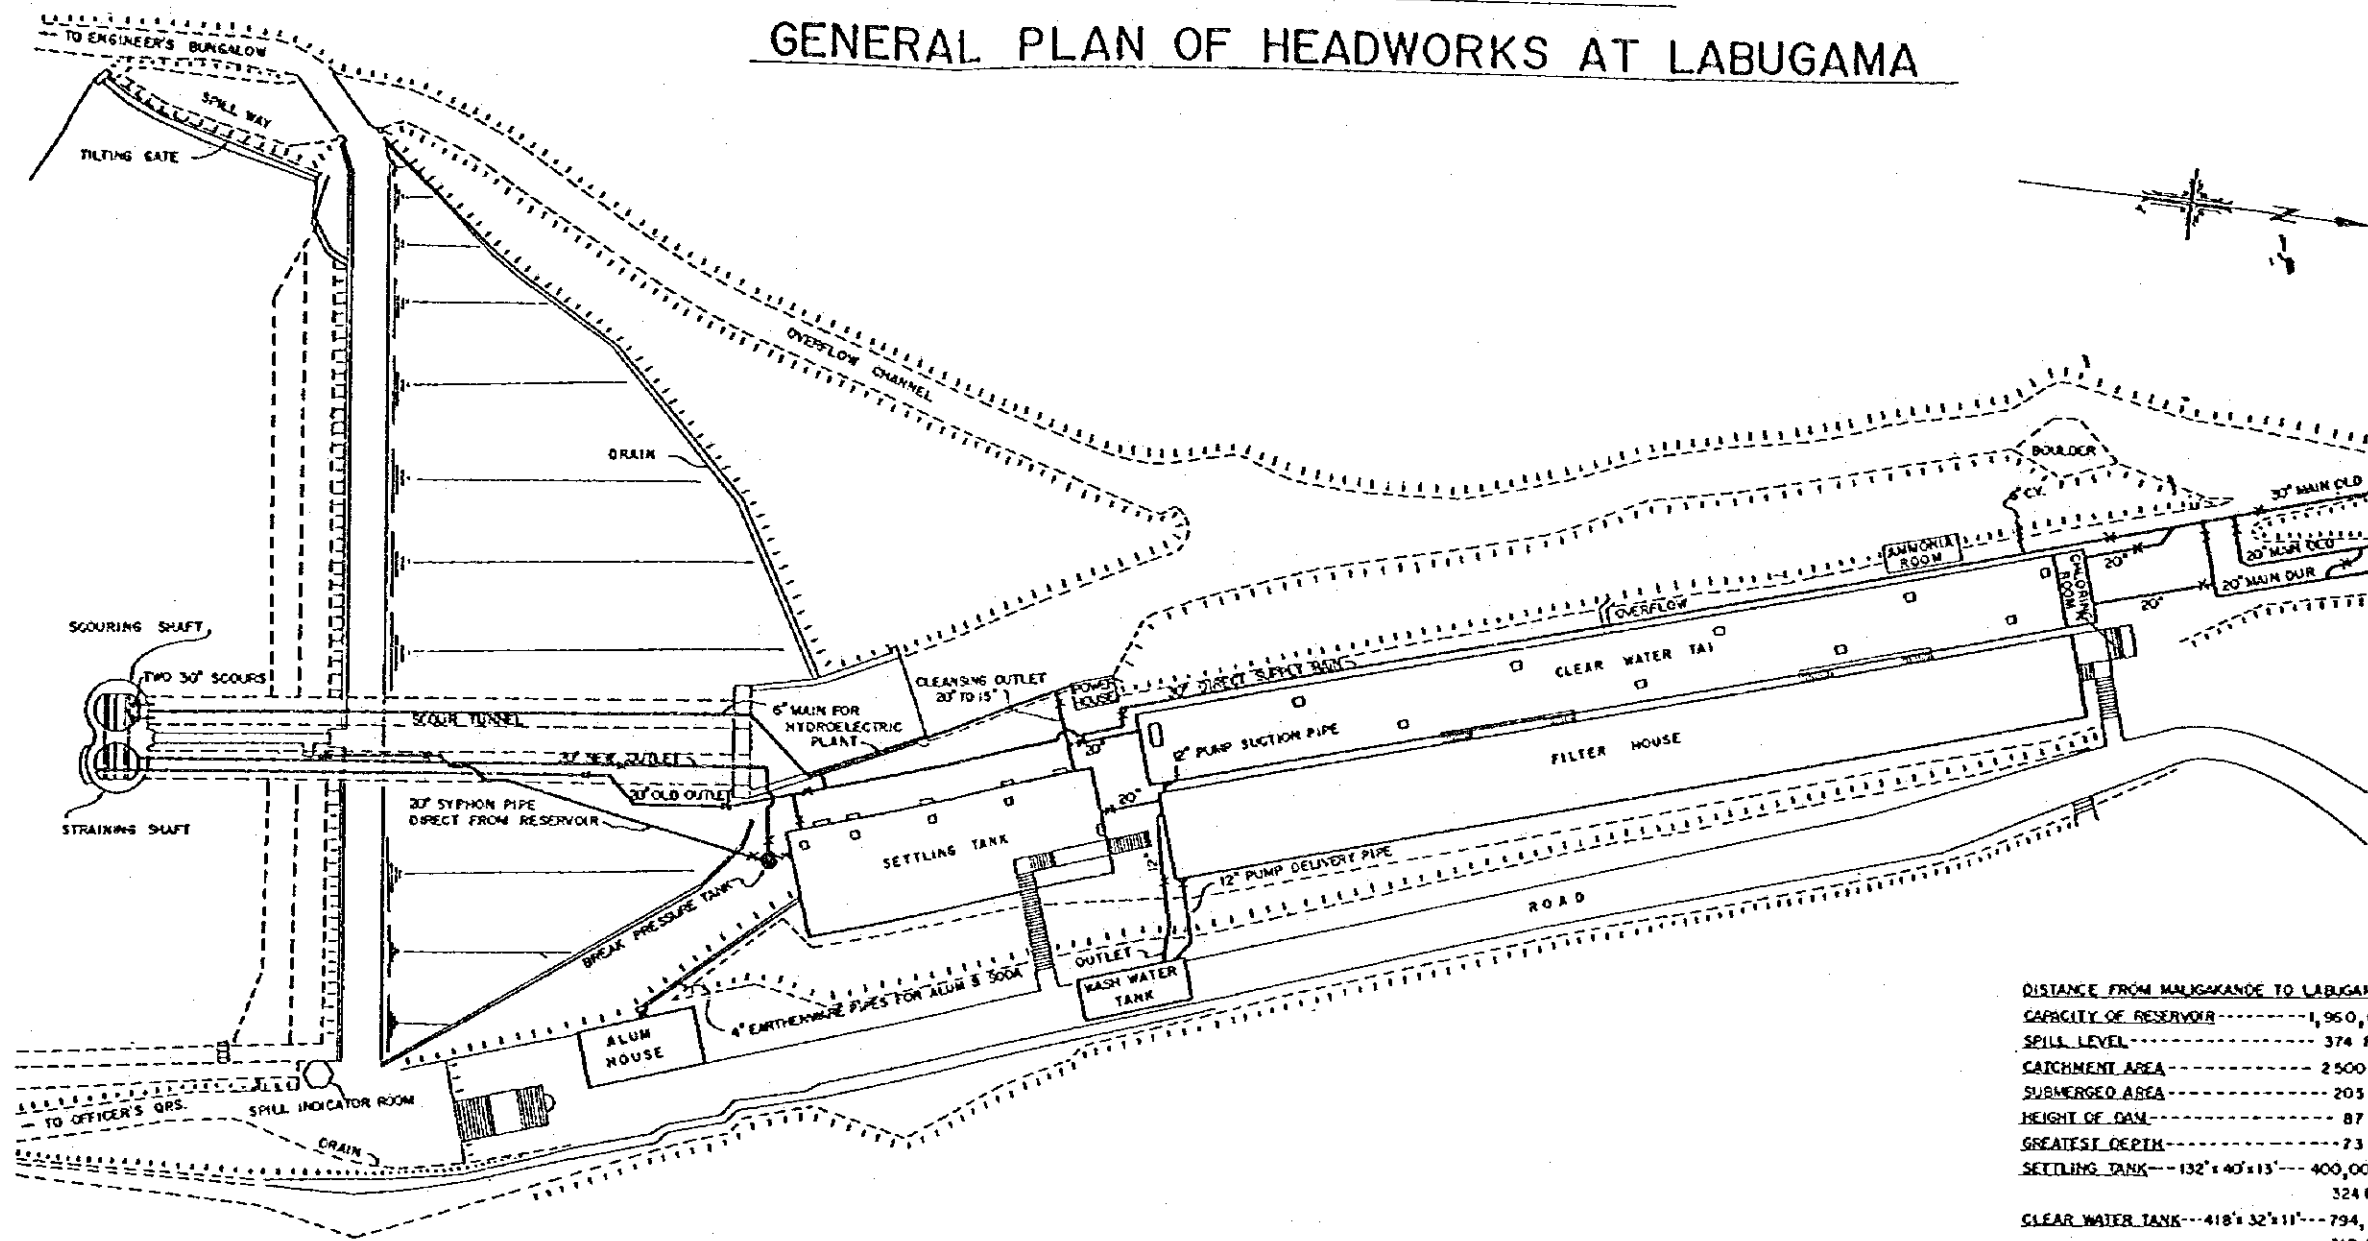 GENERAL PLAN OF HEADWORKS AT LABUGAMA
TO ENGINEER'S BUNGALOW
SPILL WAY
TILTING GATE
N
OVERFLOW CHANNEL
DRAIN
BOULDER
6" CV.
30" MAIN OLD
AMMONIA
ROOM
20" MAIN OLD
20" MAIN DUR
20"
20"
CHLORINE
ROOM
OVERFLOW
SCOURING SHAFT
TWO 30" SCOURS
SCOUR TUNNEL
6" MAIN FOR
HYDROELECTRIC
PLANT
CLEANSING OUTLET
20" TO 15"
POWER
HOUSE
30" DIRECT SUPPLY MAIN
CLEAR WATER TA
20"
12" PUMP SUCTION PIPE
FILTER HOUSE
30" NEW OUTLET
20" OLD OUTLET
20" SYPHON PIPE
DIRECT FROM RESERVOIR
STRAINING SHAFT
20"
SETTLING TANK
12"
12" PUMP DELIVERY PIPE
BREAK PRESSURE TANK
ROAD
OUTLET
WASH WATER
TANK
4" EARTHENWARE PIPES FOR ALUM & SODA
ALUM
HOUSE
TO OFFICER'S QRS.
SPILL INDICATOR ROOM
DRAIN
DISTANCE FROM MALIGAKANDE TO LABUGA
CAPACITY OF RESERVOIR---------1,960,
SPILL LEVEL---------------- 374
CATCHMENT AREA------------ 2500
SUBMERGED AREA------------- 205
HEIGHT OF DAM--------------- 87
GREATEST DEPTH-------------- 73
SETTLING TANK---132'x40'x13'--- 400,00
324
CLEAR WATER TANK---418'x32'x11'---794,